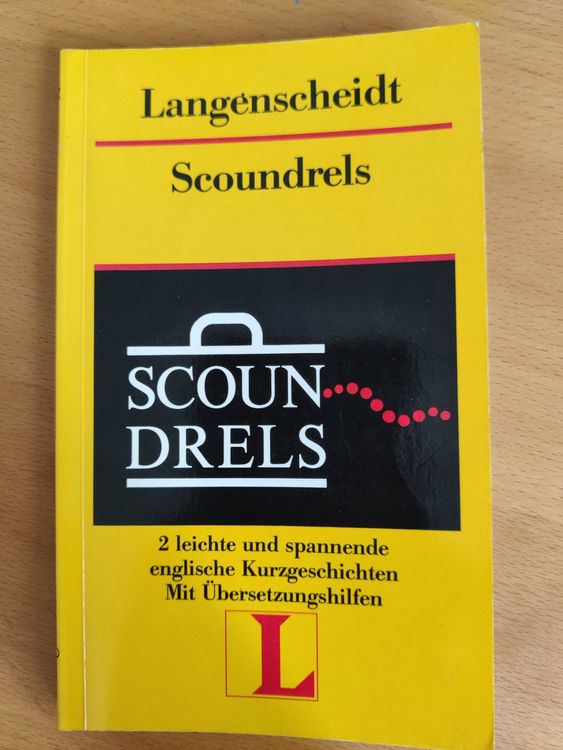 Langenscheidt
Scoundrels
SCOUN
DRELS
2 leichte und spannende
englische Kurzgeschichten
Mit Übersetzungshilfen
L